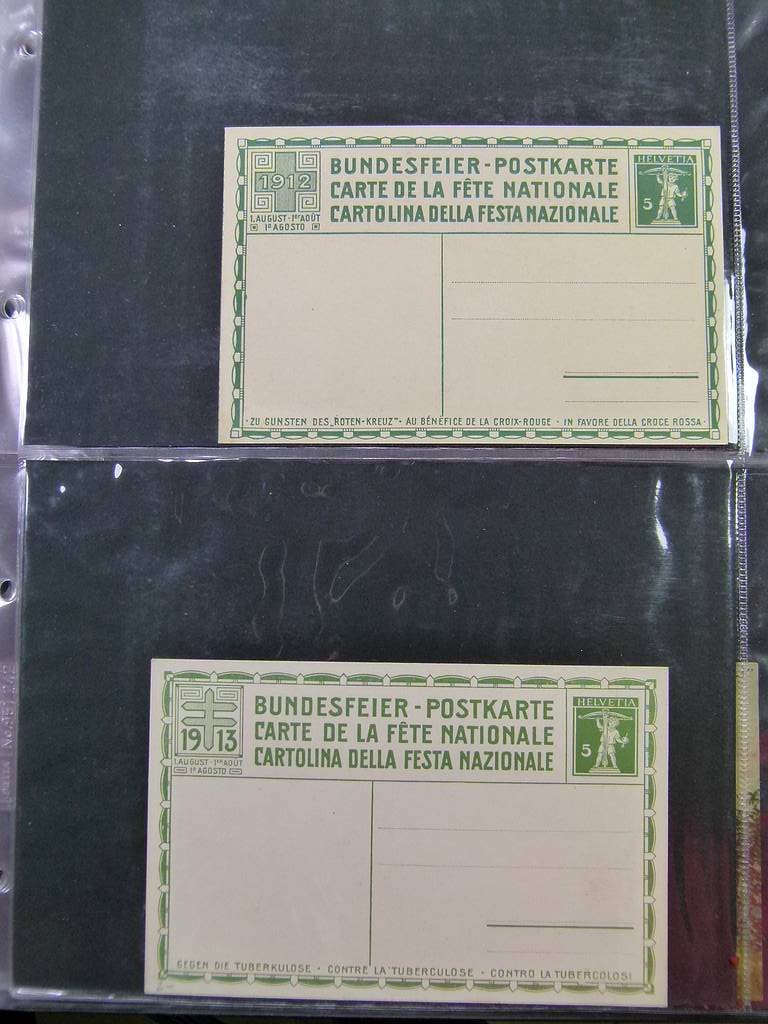 1912
1. AUGUST · 1ER AOÛT
1º AGOSTO
BUNDESFEIER - POSTKARTE
CARTE DE LA FÊTE NATIONALE
CARTOLINA DELLA FESTA NAZIONALE
HELVETIA
5
· ZU GUNSTEN DES „ROTEN-KREUZ" · AU BÉNÉFICE DE LA CROIX-ROUGE · IN FAVORE DELLA CROCE ROSSA ·
1913
1. AUGUST · 1ER AOÛT
1º AGOSTO
BUNDESFEIER - POSTKARTE
CARTE DE LA FÊTE NATIONALE
CARTOLINA DELLA FESTA NAZIONALE
HELVETIA
5
GEGEN DIE TUBERKULOSE · CONTRE LA TUBERCULOSE · CONTRO LA TUBERCOLOSI